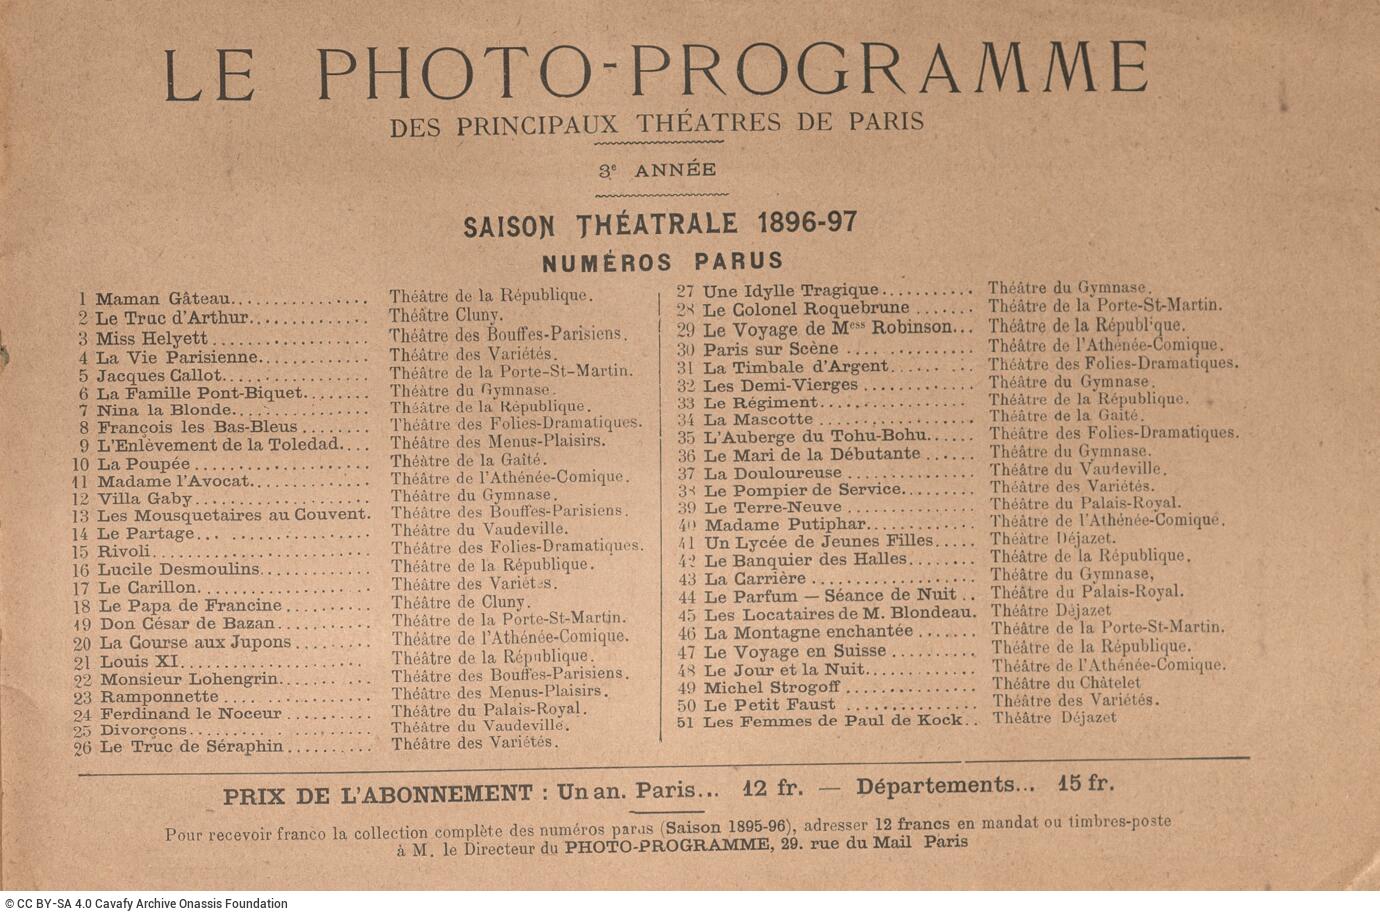 LE PHOTO-PROGRAMME
DES PRINCIPAUX THÉATRES DE PARIS
3e ANNÉE
SAISON THÉATRALE 1896-97
NUMÉROS PARUS
1 Maman Gâteau............... Théâtre de la République.
2 Le Truc d'Arthur............. Théâtre Cluny.
3 Miss Helyett................ Théâtre des Bouffes-Parisiens.
4 La Vie Parisienne............ Théâtre des Variétés.
5 Jacques Callot............... Théâtre de la Porte-St-Martin.
6 La Famille Pont-Biquet........ Théâtre du Gymnase.
7 Nina la Blonde............... Théâtre de la République.
8 François les Bas-Bleus ........ Théâtre des Folies-Dramatiques.
9 L'Enlèvement de la Toledad.... Théâtre des Menus-Plaisirs.
10 La Poupée .................. Théâtre de la Gaîté.
11 Madame l'Avocat............. Théâtre de l'Athénée-Comique.
12 Villa Gaby.................. Théâtre du Gymnase.
13 Les Mousquetaires au Couvent. Théâtre des Bouffes-Parisiens.
14 Le Partage... .............. Théâtre du Vaudeville.
15 Rivoli...................... Théâtre des Folies-Dramatiques.
16 Lucile Desmoulins............ Théâtre de la République.
17 Le Carillon.................. Théâtre des Variétés.
18 Le Papa de Francine .......... Théâtre de Cluny.
19 Don César de Bazan........... Théâtre de la Porte-St-Martin.
20 La Course aux Jupons ......... Théâtre de l'Athénée-Comique.
21 Louis XI.................... Théâtre de la République.
22 Monsieur Lohengrin........... Théâtre des Bouffes-Parisiens.
23 Ramponnette ................ Théâtre des Menus-Plaisirs.
24 Ferdinand le Noceur .......... Théâtre du Palais-Royal.
25 Divorçons................... Théâtre du Vaudeville.
26 Le Truc de Séraphin .......... Théâtre des Variétés.
27 Une Idylle Tragique........... Théâtre du Gymnase.
28 Le Colonel Roquebrune ....... Théâtre de la Porte-St-Martin.
29 Le Voyage de Mess Robinson... Théâtre de la République.
30 Paris sur Scène .... .......... Théâtre de l'Athénée-Comique.
31 La Timbale d'Argent.......... Théâtre des Folies-Dramatiques.
32 Les Demi-Vierges ............ Théâtre du Gymnase.
33 Le Régiment................. Théâtre de la République.
34 La Mascotte ................. Théâtre de la Gaîté.
35 L'Auberge du Tohu-Bohu...... Théâtre des Folies-Dramatiques.
36 Le Mari de la Débutante ...... Théâtre du Gymnase.
37 La Douloureuse .............. Théâtre du Vaudeville.
38 Le Pompier de Service......... Théâtre des Variétés.
39 Le Terre-Neuve .............. Théâtre du Palais-Royal.
40 Madame Putiphar............. Théâtre de l'Athénée-Comique.
41 Un Lycée de Jeunes Filles..... Théâtre Déjazet.
42 Le Banquier des Halles........ Théâtre de la République.
43 La Carrière .................. Théâtre du Gymnase,
44 Le Parfum — Séance de Nuit .. Théâtre du Palais-Royal.
45 Les Locataires de M. Blondeau. Théâtre Déjazet
46 La Montagne enchantée ....... Théâtre de la Porte-St-Martin.
47 Le Voyage en Suisse .......... Théâtre de la République.
48 Le Jour et la Nuit............. Théâtre de l'Athénée-Comique.
49 Michel Strogoff .............. Théâtre du Châtelet
50 Le Petit Faust ............... Théâtre des Variétés.
51 Les Femmes de Paul de Kock.. Théâtre Déjazet
PRIX DE L'ABONNEMENT : Un an. Paris... 12 fr. — Départements... 15 fr.
Pour recevoir franco la collection complète des numéros parus (Saison 1895-96), adresser 12 francs en mandat ou timbres-poste
à M. le Directeur du PHOTO-PROGRAMME, 29. rue du Mail Paris
© CC BY-SA 4.0 Cavafy Archive Onassis Foundation